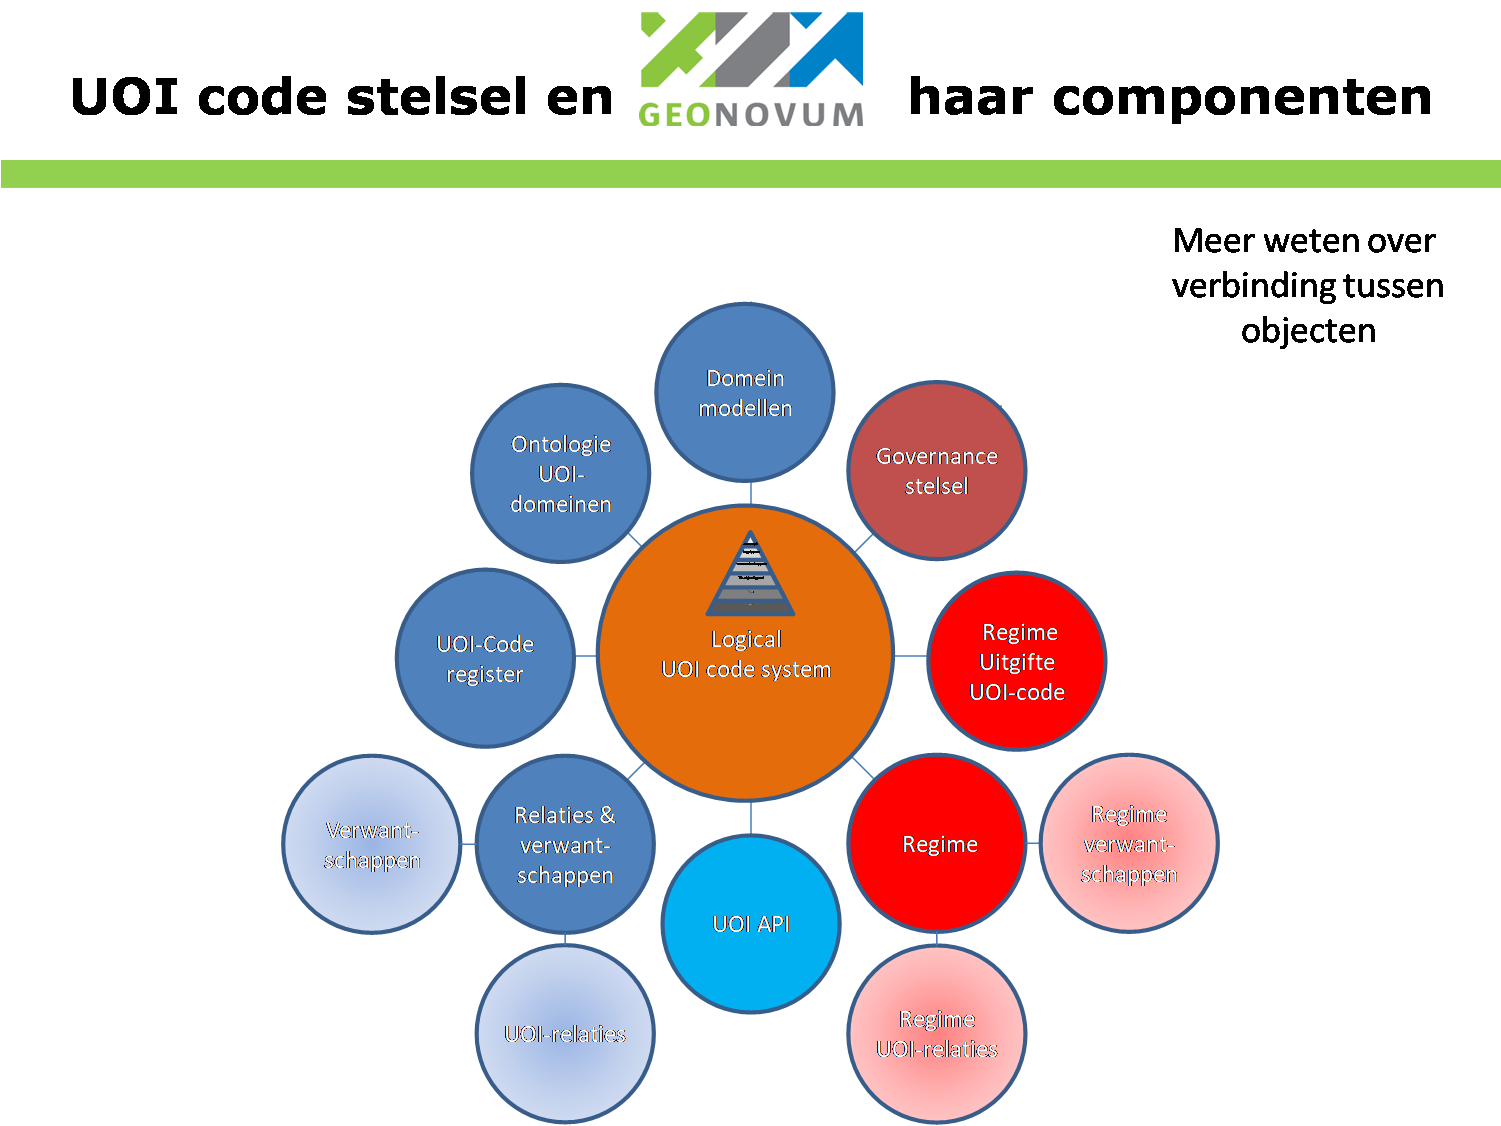 UOI code stelsel en haar componenten
GEONOVUM
Meer weten over
verbinding tussen
objecten
Domein
modellen
Ontologie
UOI-
domeinen
Governance
stelsel
Logical
UOI code system
UOI-Code
register
Regime
Uitgifte
UOI-code
Verwant-
schappen
Relaties &
verwant-
schappen
UOI API
Regime
Regime
verwant-
schappen
UOI-relaties
Regime
UOI-relaties